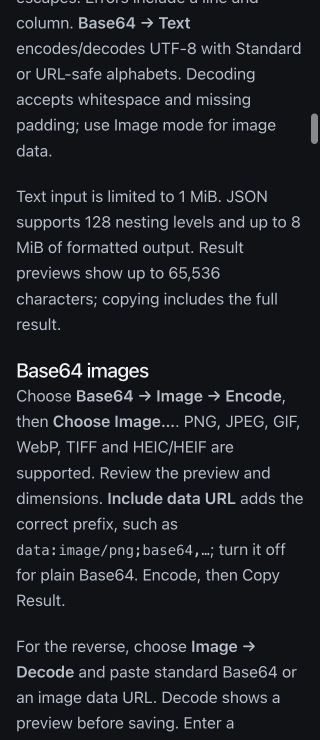 escapes. Errors include a line and
column. Base64 → Text
encodes/decodes UTF-8 with Standard
or URL-safe alphabets. Decoding
accepts whitespace and missing
padding; use Image mode for image
data.
Text input is limited to 1 MiB. JSON
supports 128 nesting levels and up to 8
MiB of formatted output. Result
previews show up to 65,536
characters; copying includes the full
result.
Base64 images
Choose Base64 → Image → Encode,
then Choose Image…. PNG, JPEG, GIF,
WebP, TIFF and HEIC/HEIF are
supported. Review the preview and
dimensions. Include data URL adds the
correct prefix, such as
data:image/png;base64,…; turn it off
for plain Base64. Encode, then Copy
Result.
For the reverse, choose Image →
Decode and paste standard Base64 or
an image data URL. Decode shows a
preview before saving. Enter a